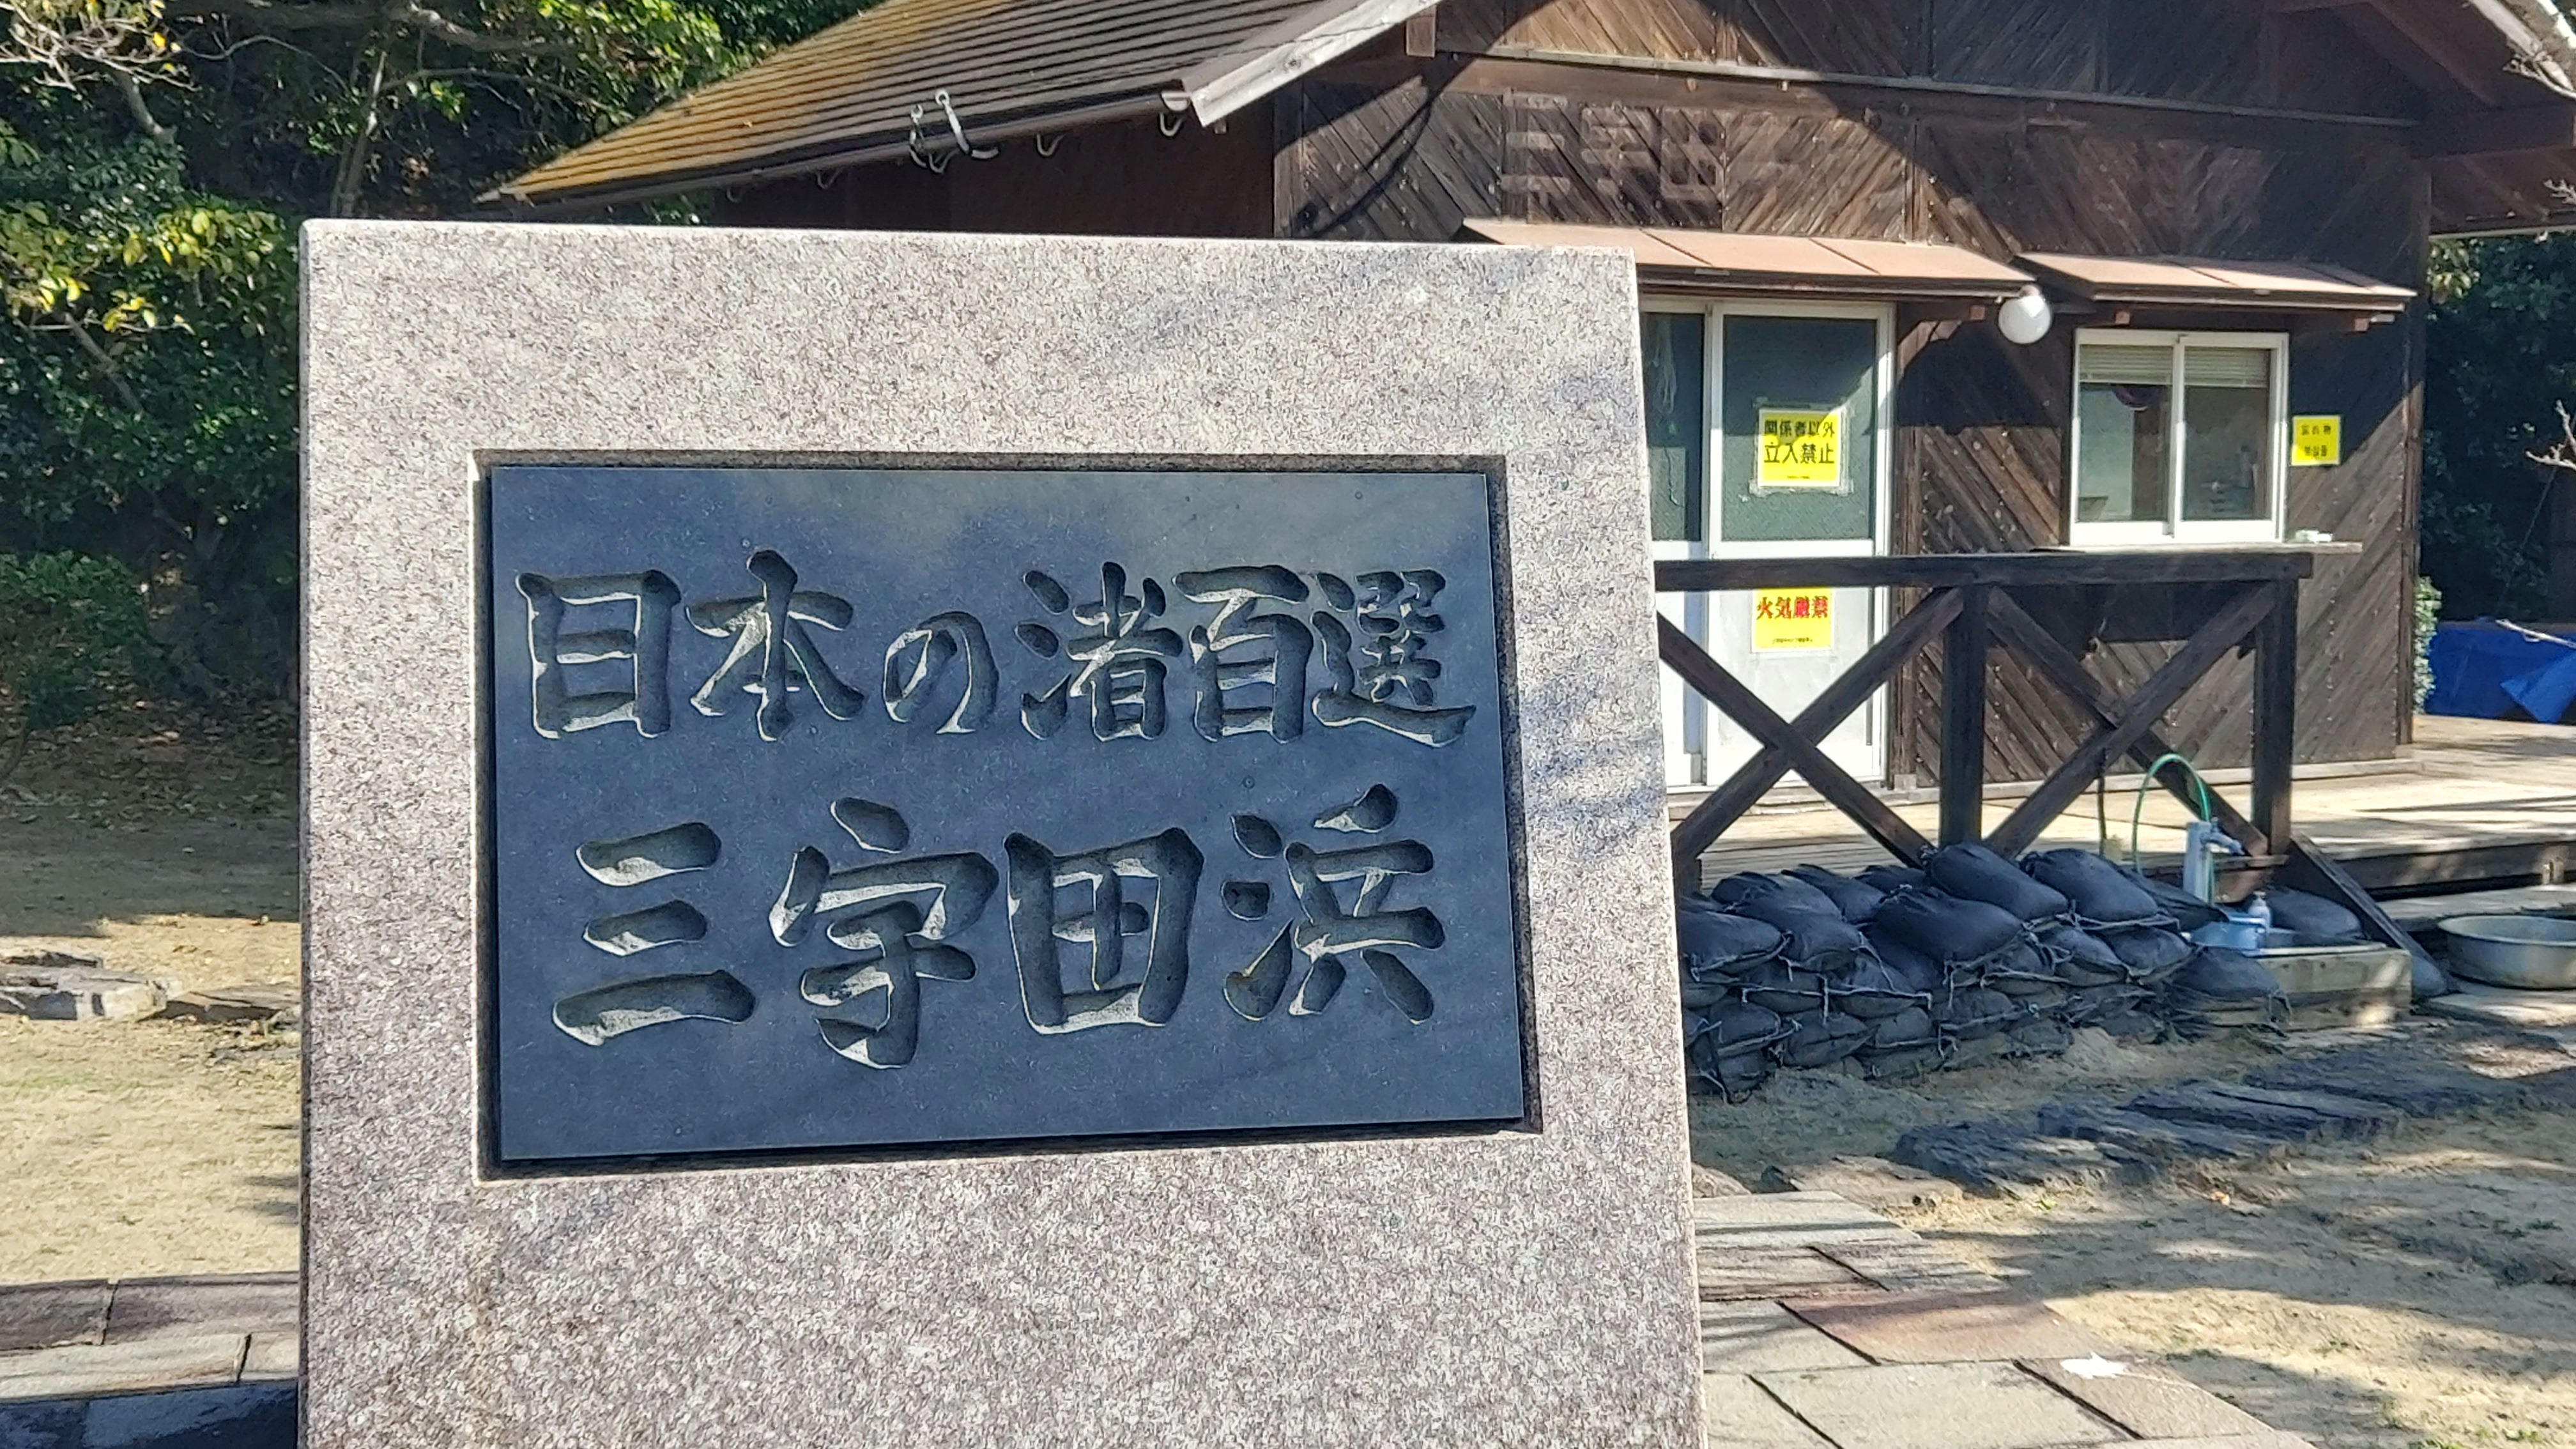 日本の渚百選
三宇田浜
関係者以外
立入禁止
火気厳禁